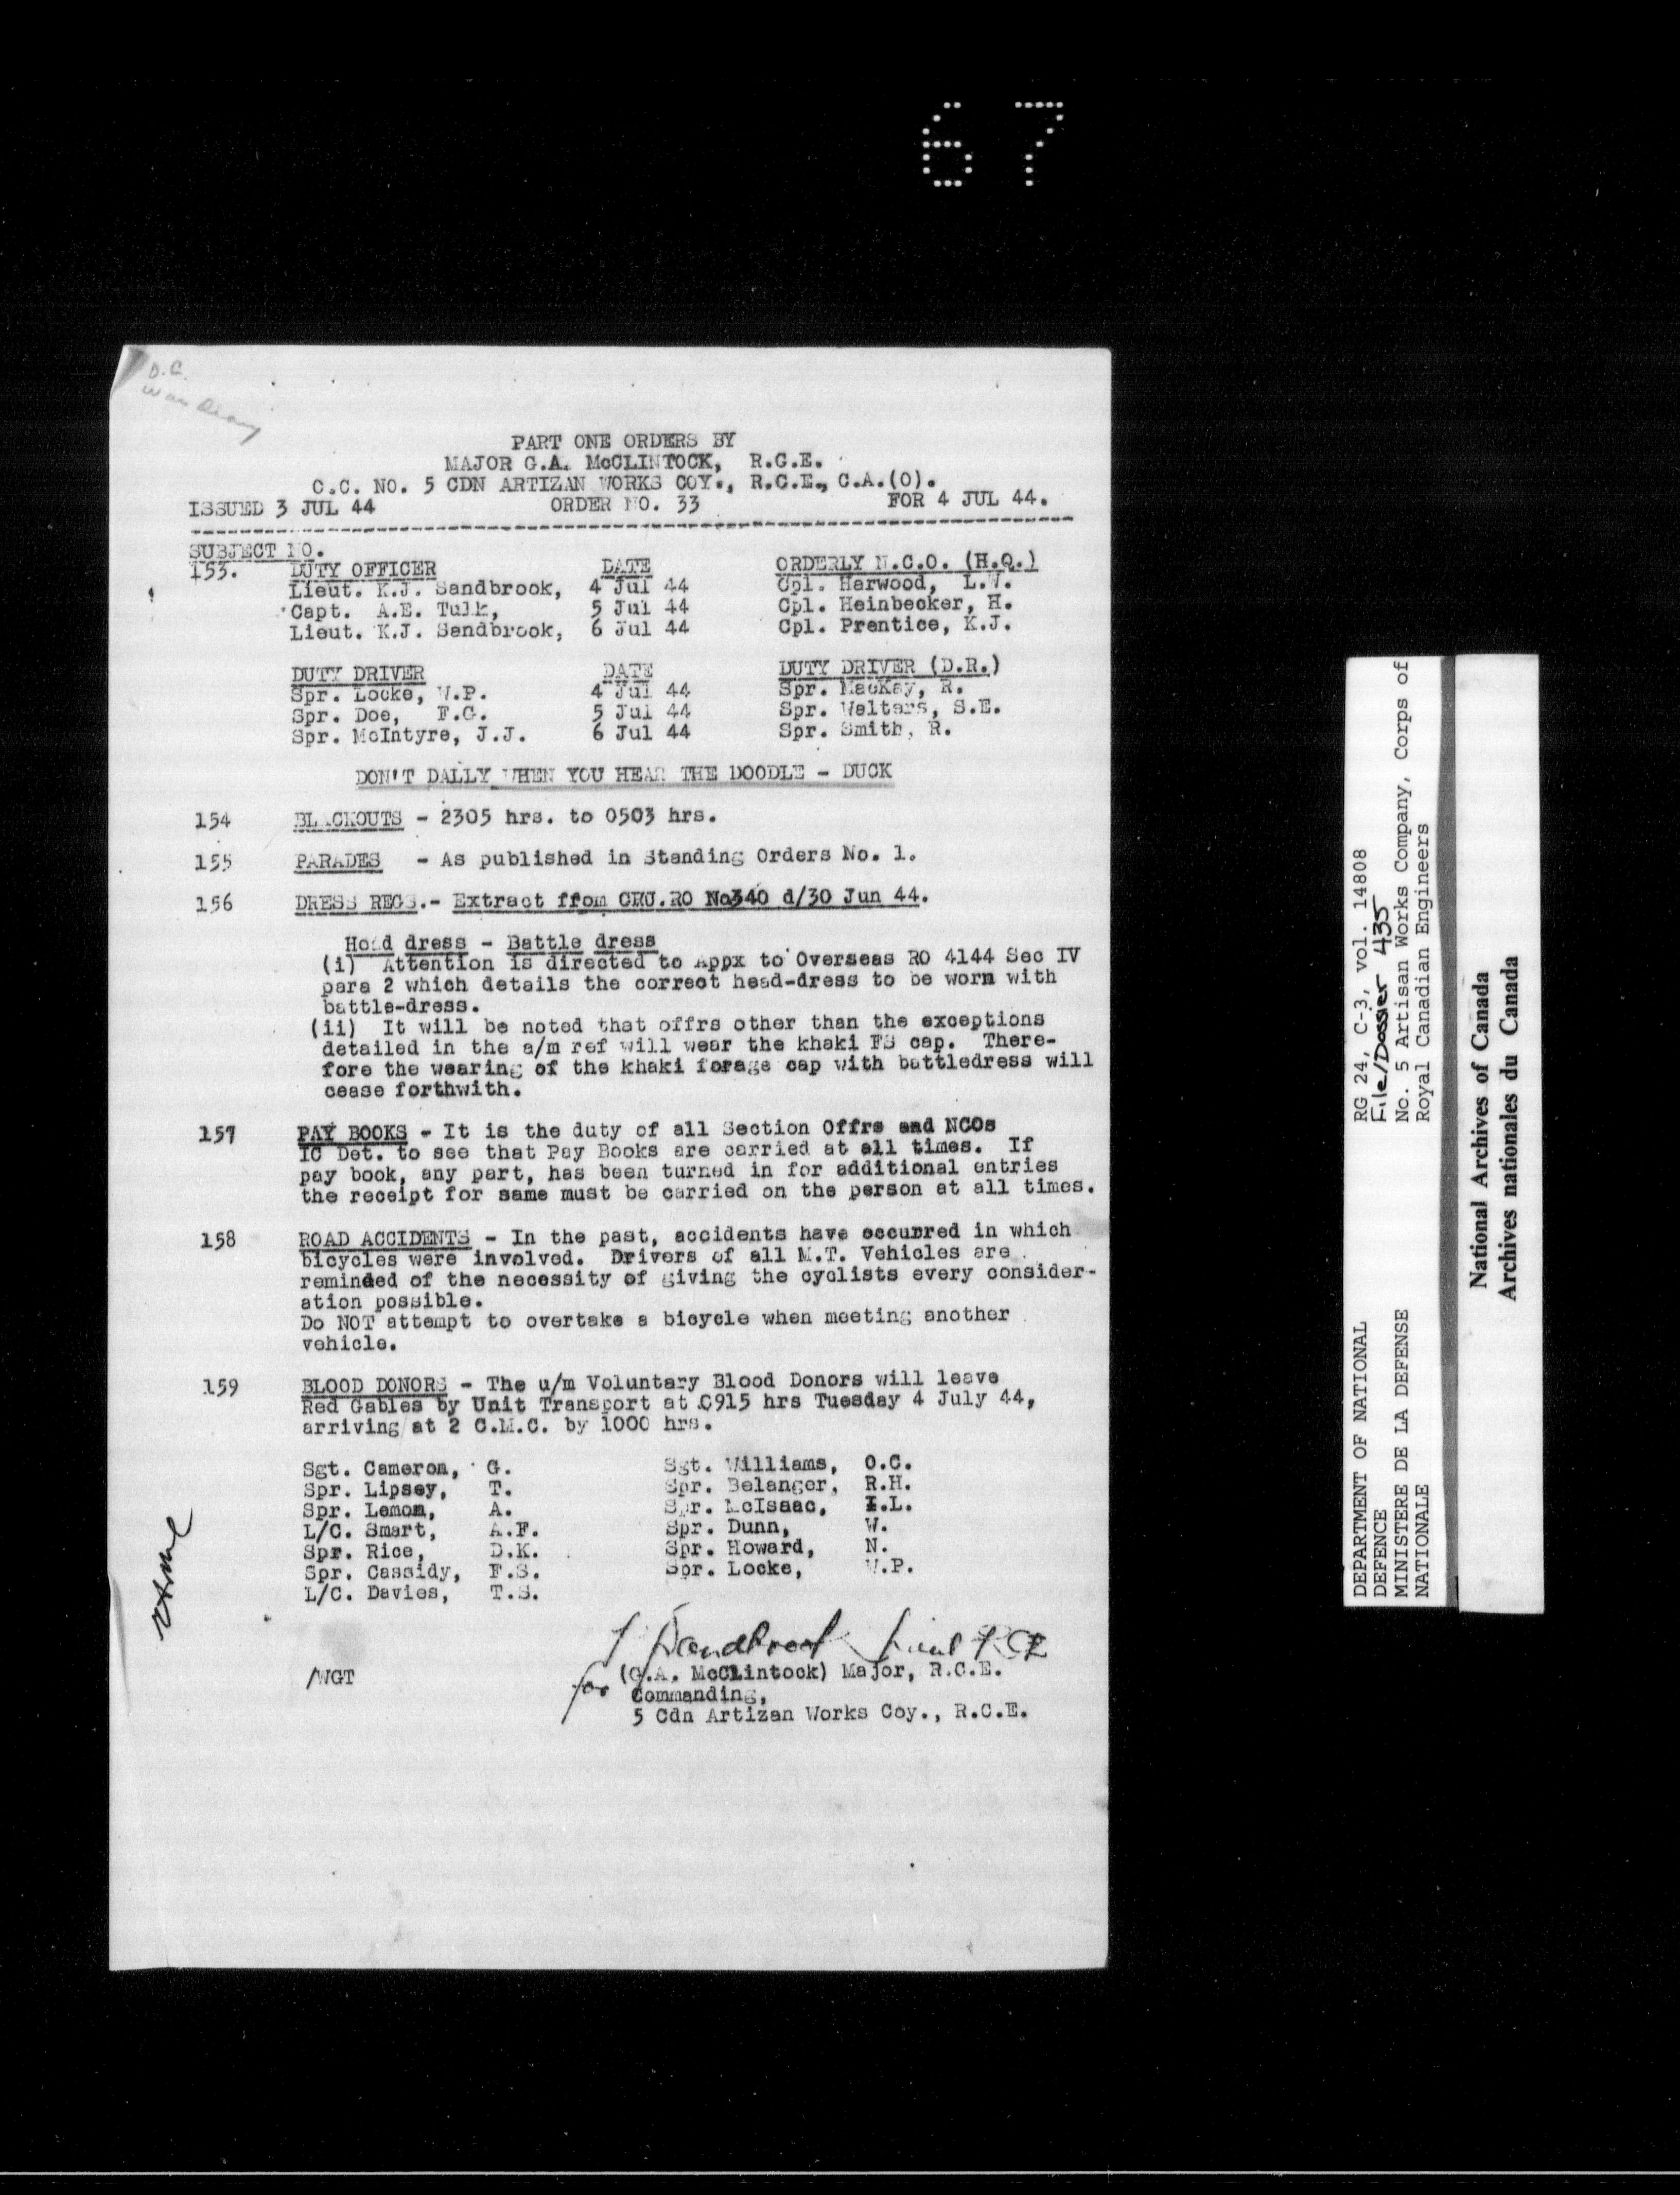 67
D.C.
War Diary
PART ONE ORDERS BY
MAJOR G.A. McCLINTOCK, R.C.E.
O.C. NO. 5 CDN ARTIZAN WORKS COY., R.C.E., C.A.(O).
ISSUED 3 JUL 44 ORDER NO. 33 FOR 4 JUL 44.
SUBJECT NO.
153. DUTY OFFICER DATE ORDERLY N.C.O. (H.Q.)
Lieut. K.J. Sandbrook, 4 Jul 44 Cpl. Harwood, L.W.
Capt. A.E. Tulk, 5 Jul 44 Cpl. Heinbecker, H.
Lieut. K.J. Sandbrook, 6 Jul 44 Cpl. Prentice, K.J.
DUTY DRIVER DATE DUTY DRIVER (D.R.)
Spr. Locke, W.P. 4 Jul 44 Spr. MacKay, R.
Spr. Doe, F.G. 5 Jul 44 Spr. Walters, S.E.
Spr. McIntyre, J.J. 6 Jul 44 Spr. Smith, R.
DON'T DALLY WHEN YOU HEAR THE DOODLE - DUCK
154 BLACKOUTS - 2305 hrs. to 0503 hrs.
155 PARADES - As published in Standing Orders No. 1.
156 DRESS REGS.- Extract ffom CRU.RO No340 d/30 Jun 44.
Head dress - Battle dress
(i) Attention is directed to Appx to Overseas RO 4144 Sec IV
para 2 which details the correct head-dress to be worn with
battle-dress.
(ii) It will be noted that offrs other than the exceptions
detailed in the a/m ref will wear the khaki FS cap. There-
fore the wearing of the khaki forage cap with battledress will
cease forthwith.
157 PAY BOOKS - It is the duty of all Section Offrs and NCOs
IC Det. to see that Pay Books are carried at all times. If
pay book, any part, has been turned in for additional entries
the receipt for same must be carried on the person at all times.
158 ROAD ACCIDENTS - In the past, accidents have occurred in which
bicycles were involved. Drivers of all M.T. Vehicles are
reminded of the necessity of giving the cyclists every consider-
ation possible.
Do NOT attempt to overtake a bicycle when meeting another
vehicle.
159 BLOOD DONORS - The u/m Voluntary Blood Donors will leave
Red Gables by Unit Transport at 0915 hrs Tuesday 4 July 44,
arriving at 2 C.M.C. by 1000 hrs.
Sgt. Cameron, G. Sgt. Williams, O.C.
Spr. Lipsey, T. Spr. Belanger, R.H.
Spr. Lemon, A. Spr. McIsaac, I.L.
L/C. Smart, A.F. Spr. Dunn, W.
Spr. Rice, D.K. Spr. Howard, N.
Spr. Cassidy, F.S. Spr. Locke, W.P.
L/C. Davies, T.S.
Sandbrook Lieut RCE
/WGT for (G.A. McClintock) Major, R.C.E.
Commanding,
5 Cdn Artizan Works Coy., R.C.E.
DEPARTMENT OF NATIONAL DEFENCE
MINISTERE DE LA DEFENSE NATIONALE
RG 24, C-3, vol. 14808
File/Dossier 435
No. 5 Artisan Works Company, Corps of
Royal Canadian Engineers
National Archives of Canada
Archives nationales du Canada